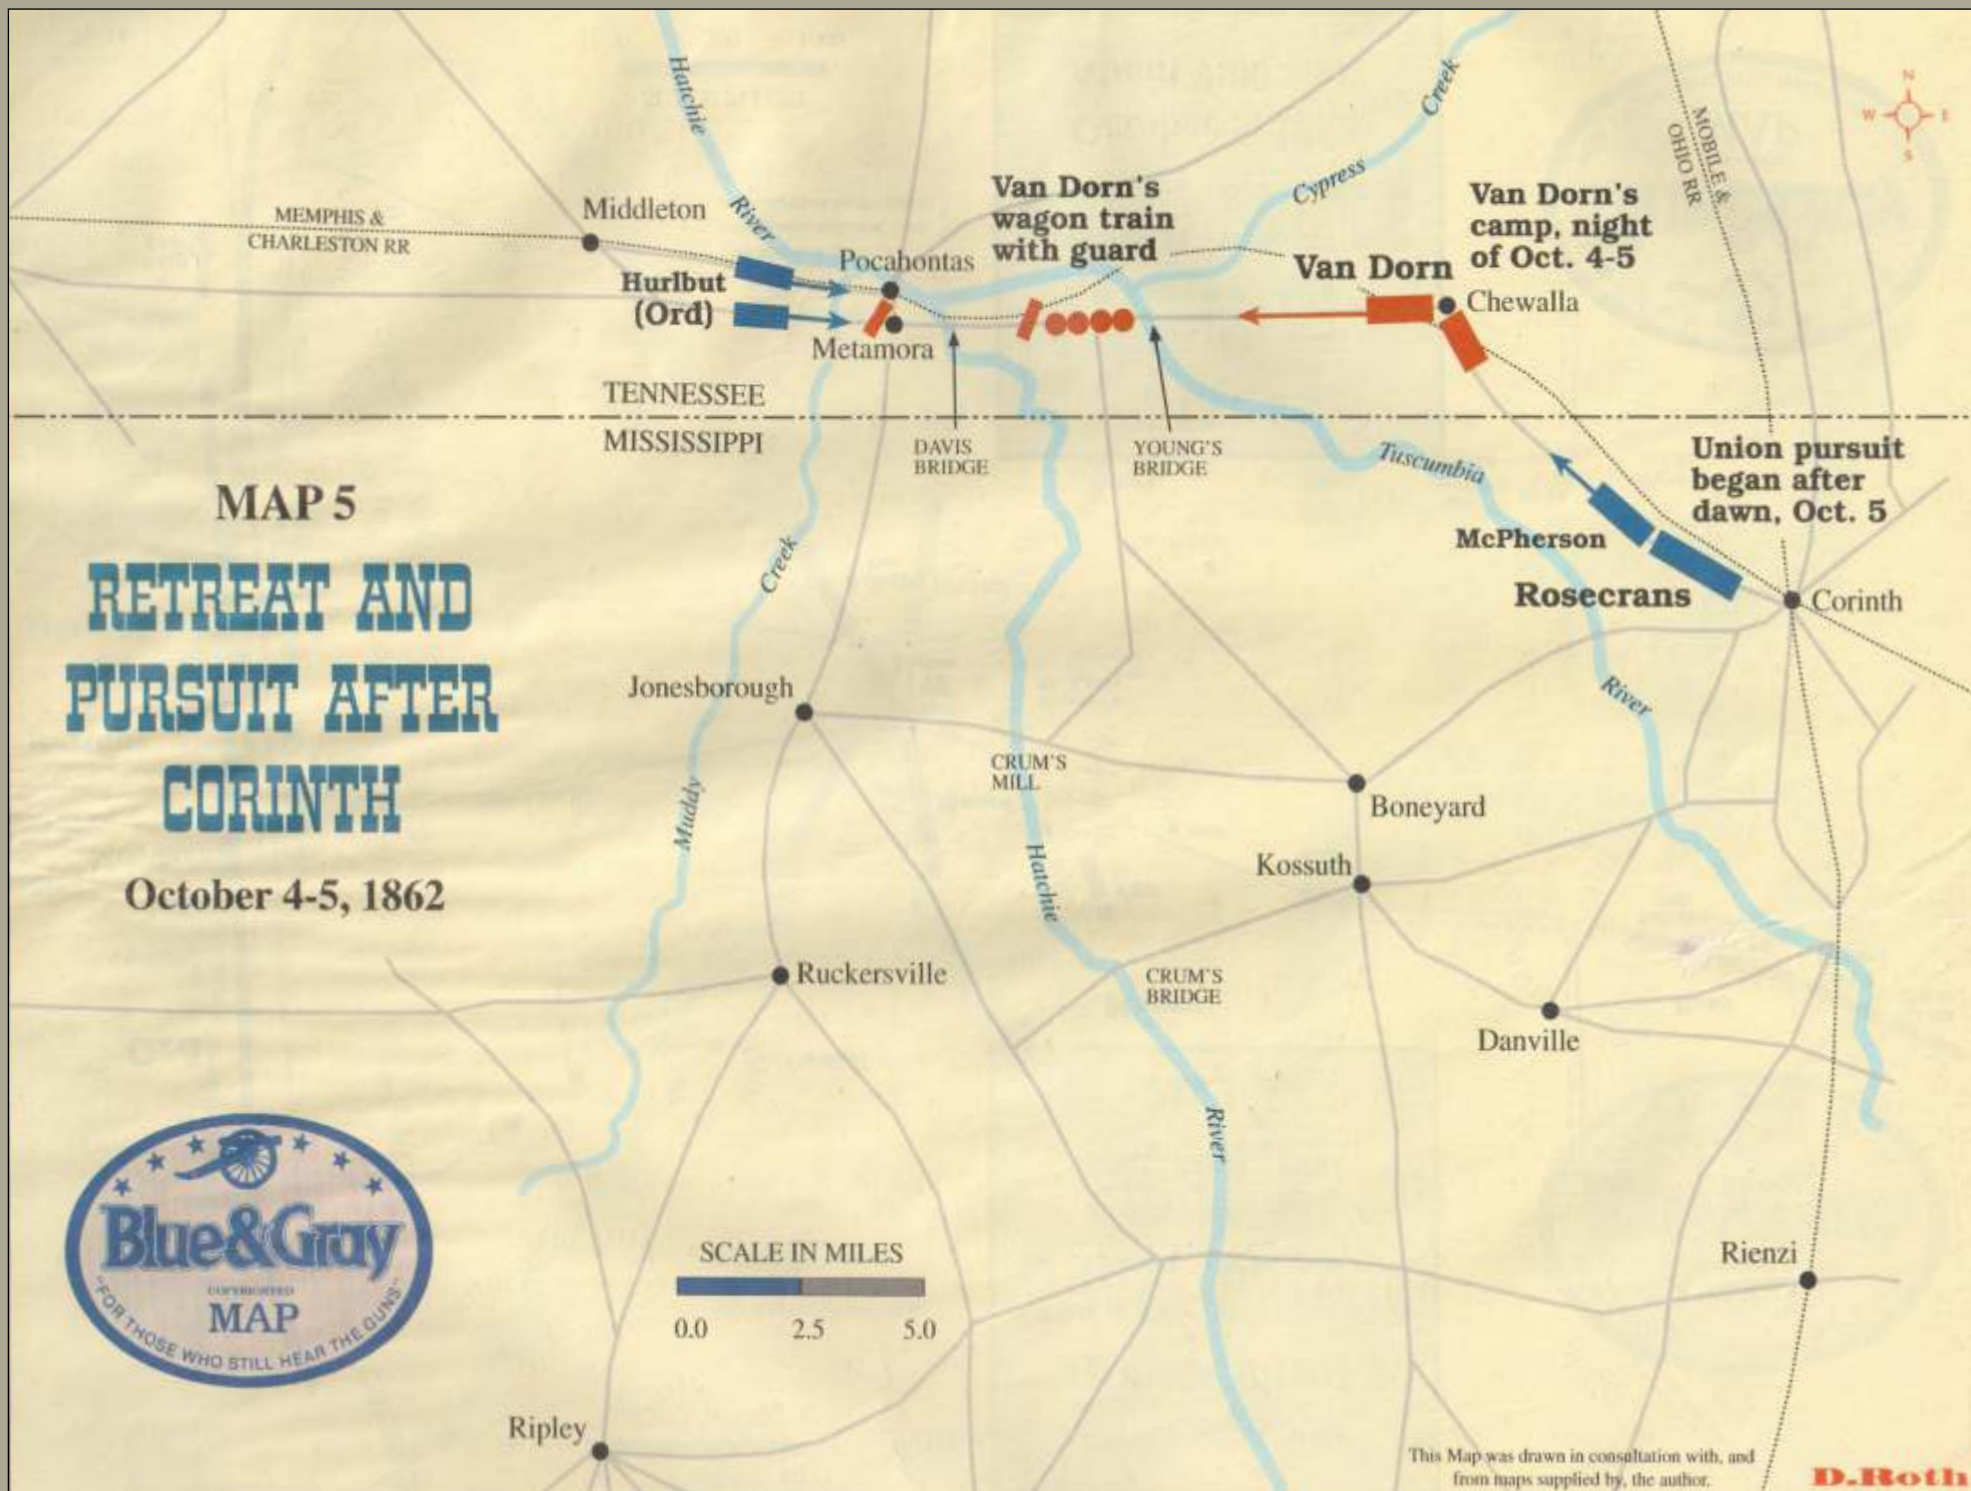 Hatchie
River
Creek
Cypress
MOBILE &
OHIO RR
N
W E
S
MEMPHIS &
CHARLESTON RR
Middleton
Van Dorn's
wagon train
with guard
Van Dorn's
camp, night
of Oct. 4-5
Hurlbut
(Ord)
Pocahontas
Van Dorn
Chewalla
Metamora
TENNESSEE
MISSISSIPPI
DAVIS
BRIDGE
YOUNG'S
BRIDGE
Tuscumbia
River
Union pursuit
began after
dawn, Oct. 5
McPherson
Rosecrans
Corinth
MAP 5
RETREAT AND
PURSUIT AFTER
CORINTH
October 4-5, 1862
Creek
Muddy
Jonesborough
CRUM'S
MILL
Boneyard
Kossuth
Hatchie
River
Ruckersville
CRUM'S
BRIDGE
Danville
Rienzi
Blue&Gray
COPYRIGHTED
MAP
"FOR THOSE WHO STILL HEAR THE GUNS"
SCALE IN MILES
0.0 2.5 5.0
Ripley
This Map was drawn in consultation with, and
from maps supplied by, the author.
D.Roth